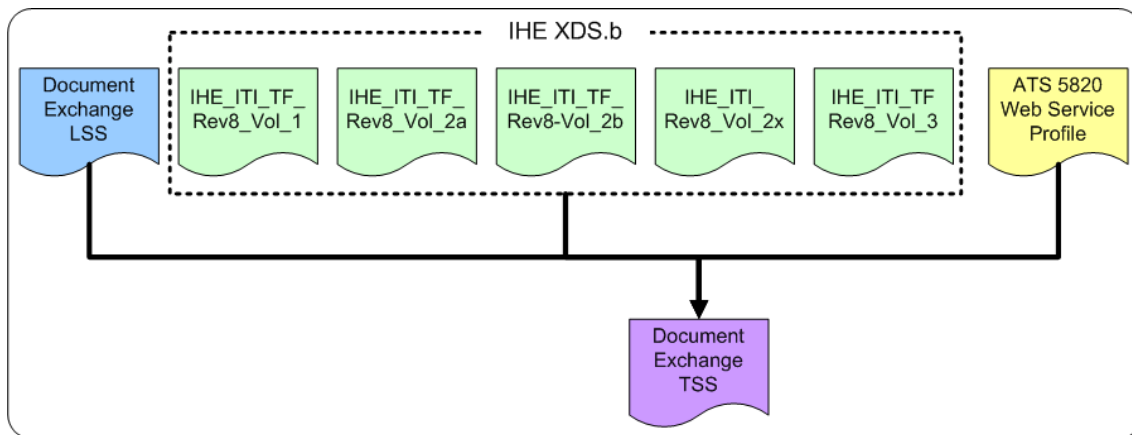 IHE XDS.b
Document
Exchange
LSS
IHE_ITI_TF_
Rev8_Vol_1
IHE_ITI_TF_
Rev8_Vol_2a
IHE_ITI_TF_
Rev8-Vol_2b
IHE_ITI_
Rev8_Vol_2x
IHE_ITI_TF
Rev8_Vol_3
ATS 5820
Web Service
Profile
Document
Exchange
TSS